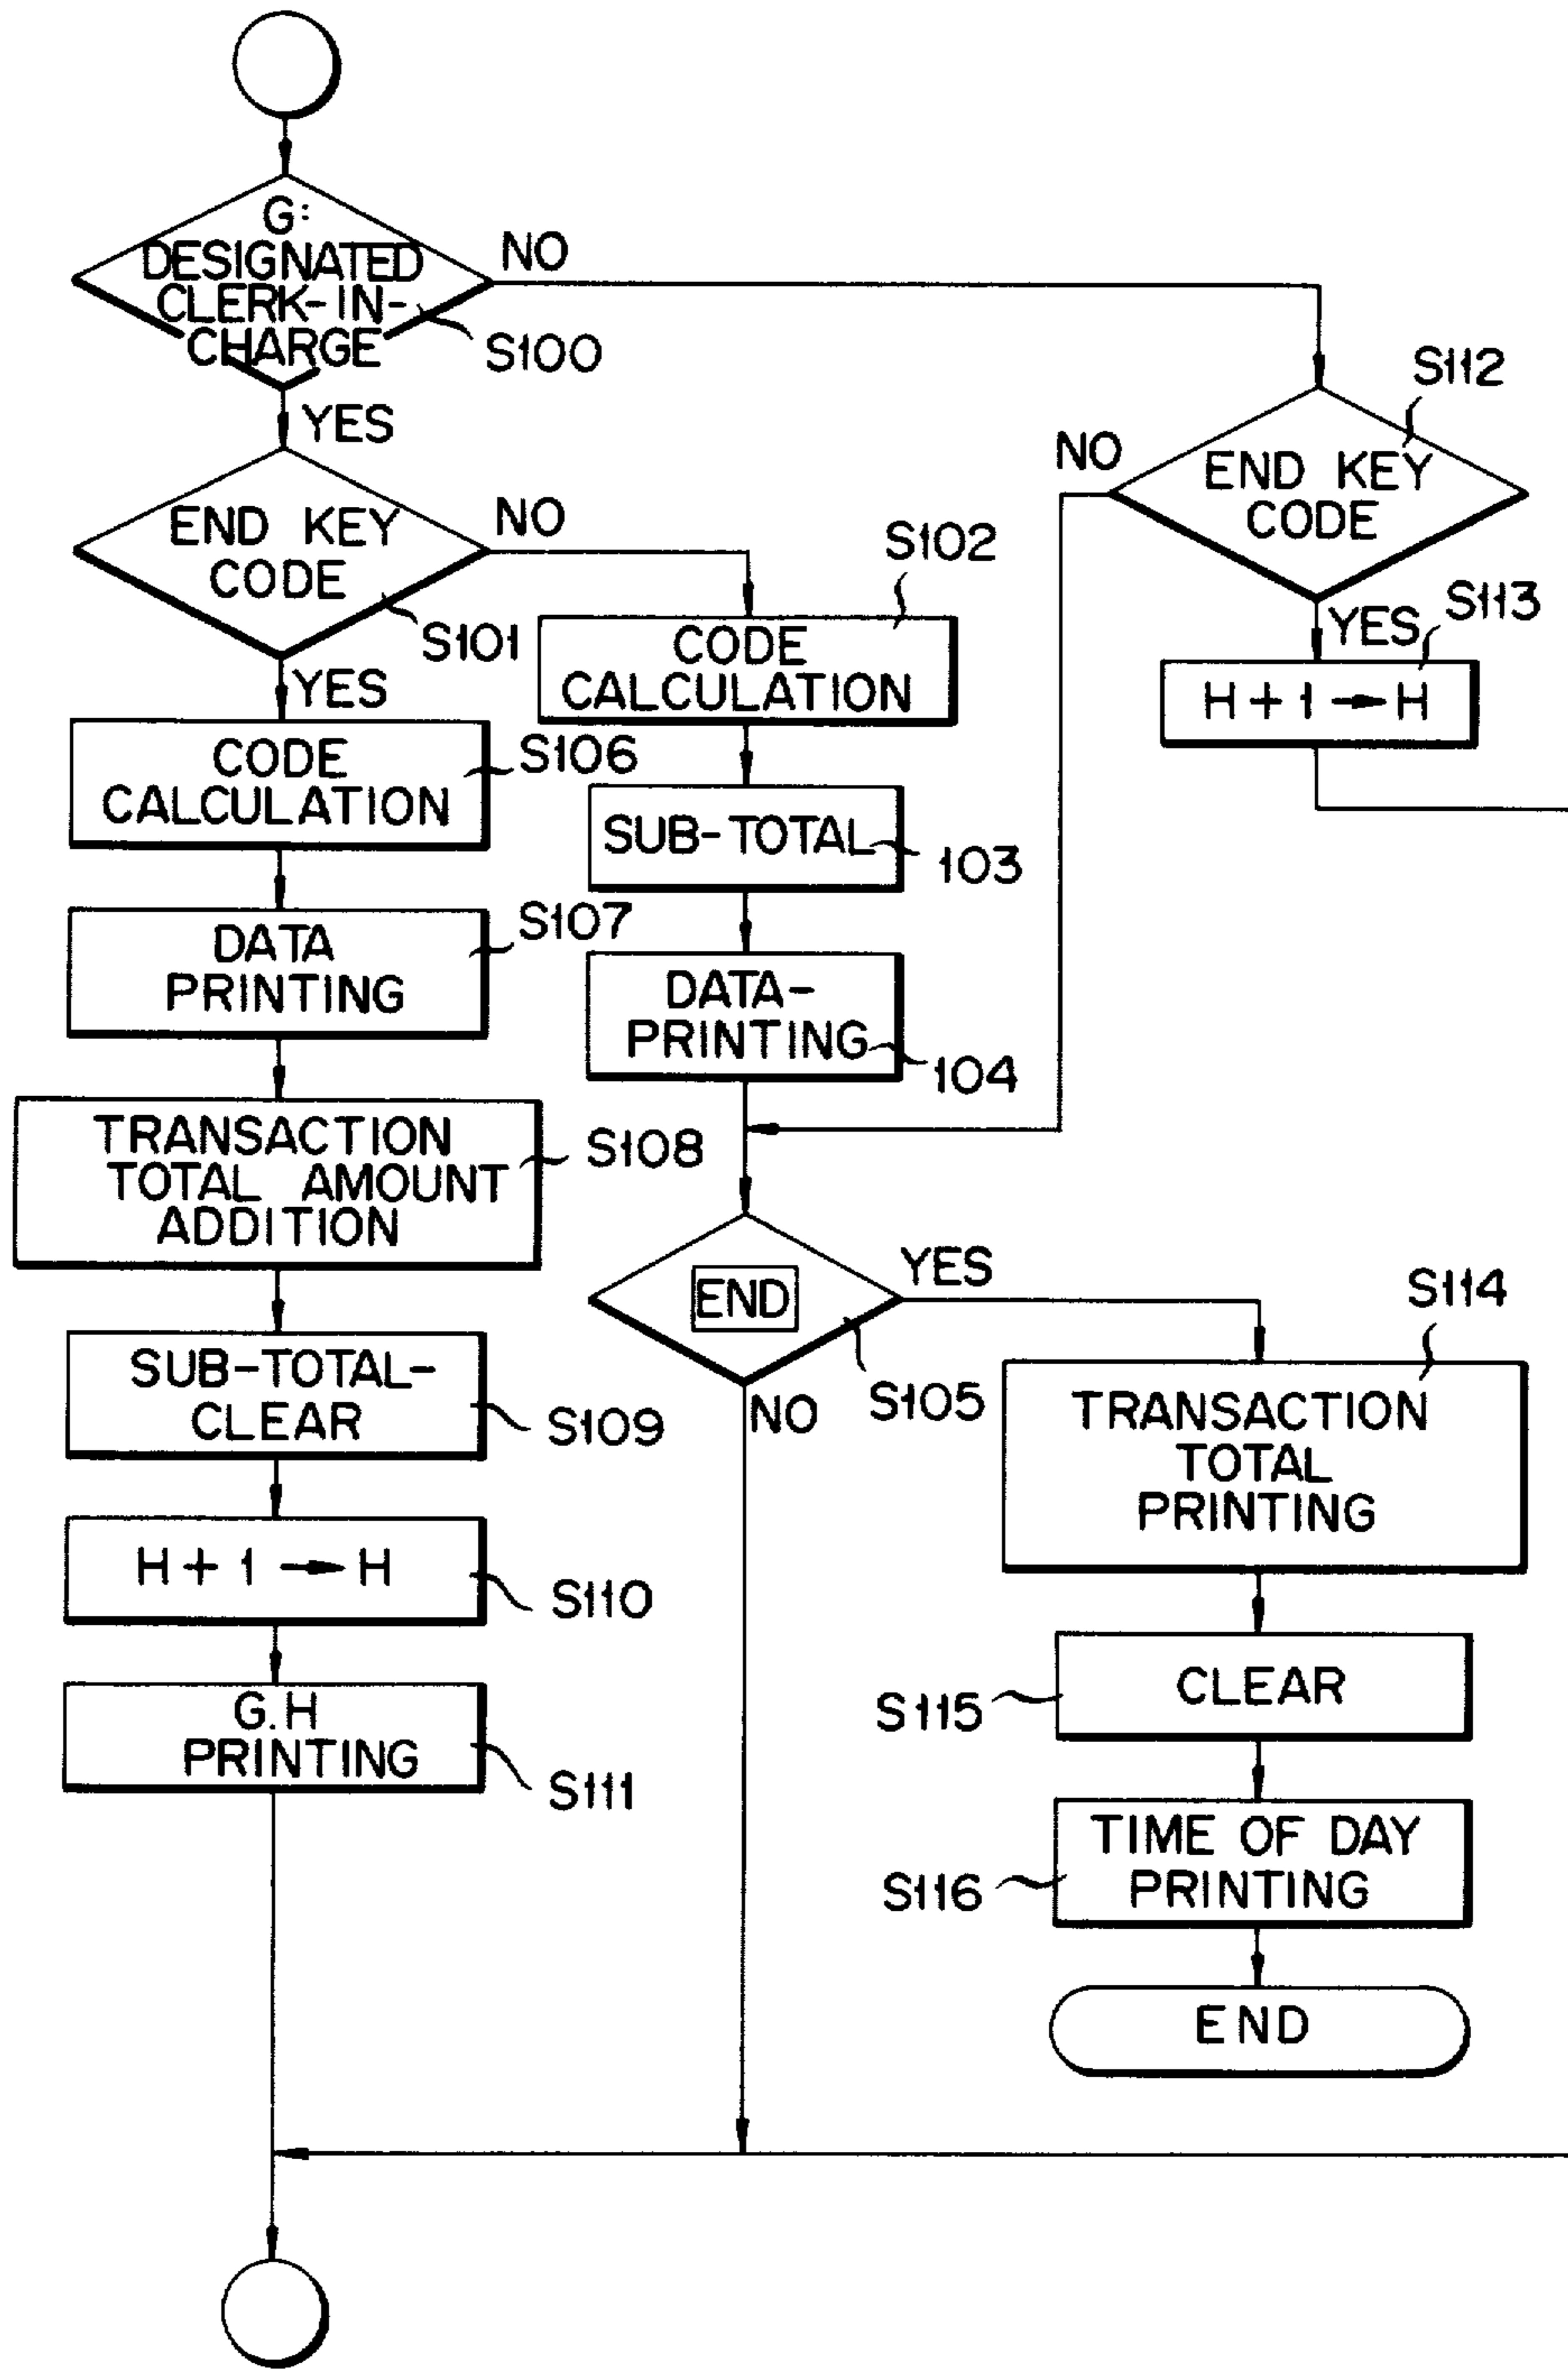 G:
DESIGNATED
CLERK-IN-
CHARGE
S100
NO
YES
S112
END KEY
CODE
NO
YES
S113
H + 1 → H
END KEY
CODE
S101
NO
YES
S102
CODE
CALCULATION
SUB-TOTAL
103
DATA-
PRINTING
104
CODE
CALCULATION
S106
DATA
PRINTING
S107
TRANSACTION
TOTAL AMOUNT
ADDITION
S108
SUB-TOTAL-
CLEAR
S109
H + 1 → H
S110
G.H
PRINTING
S111
END
YES
S105
NO
S114
TRANSACTION
TOTAL
PRINTING
CLEAR
S115
TIME OF DAY
PRINTING
S116
END